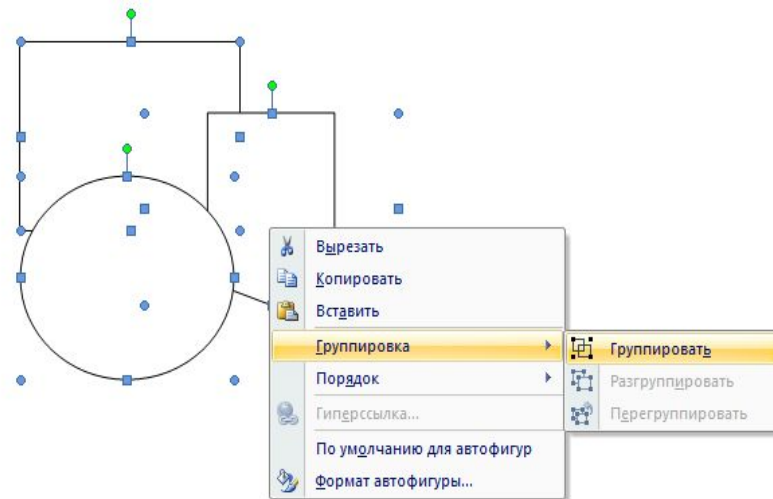 Вырезать
Копировать
Вставить
Группировка
Группировать
Порядок
Разгруппировать
Гиперссылка...
Перегруппировать
По умолчанию для автофигур
Формат автофигуры...